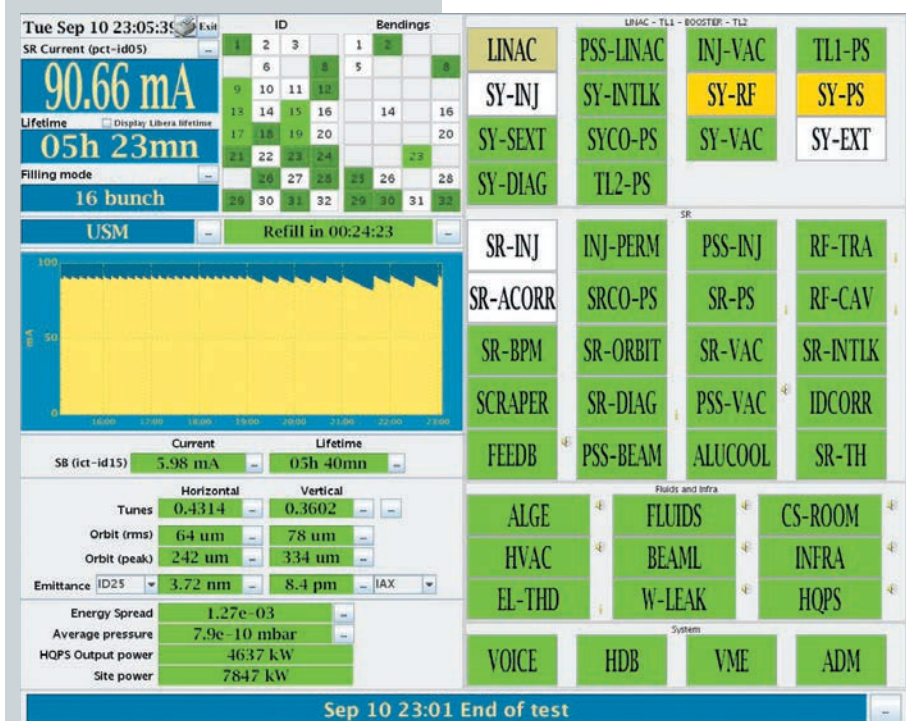 Tue Sep 10 23:05:39 Exit
SR Current (pct-id05)
90.66 mA
Lifetime Display Libera lifetime
05h 23mn
Filling mode
16 bunch
ID Bendings
1 2 3 1 2
6 8 5 8
9 10 11 12
13 14 15 16 14 16
17 18 19 20 20
21 22 23 24 23
26 27 28 25 26 28
29 30 31 32 29 30 31 32
USM Refill in 00:24:23
100
50
0
mA
16:00 17:00 18:00 19:00 20:00 21:00 22:00 23:00
Current Lifetime
SB (ict-id15) 5.98 mA 05h 40mn
Horizontal Vertical
Tunes 0.4314 0.3602
Orbit (rms) 64 um 78 um
Orbit (peak) 242 um 334 um
Emittance ID25 3.72 nm 8.4 pm IAX
Energy Spread 1.27e-03
Average pressure 7.9e-10 mbar
HQPS Output power 4637 kW
Site power 7847 kW
LINAC - TL1 - BOOSTER - TL2
LINAC PSS-LINAC INJ-VAC TL1-PS
SY-INJ SY-INTLK SY-RF SY-PS
SY-SEXT SYCO-PS SY-VAC SY-EXT
SY-DIAG TL2-PS
SR
SR-INJ INJ-PERM PSS-INJ RF-TRA
SR-ACORR SRCO-PS SR-PS RF-CAV
SR-BPM SR-ORBIT SR-VAC SR-INTLK
SCRAPER SR-DIAG PSS-VAC IDCORR
FEEDB PSS-BEAM ALUCOOL SR-TH
Fluids and Infra
ALGE FLUIDS CS-ROOM
HVAC BEAML INFRA
EL-THD W-LEAK HQPS
System
VOICE HDB VME ADM
Sep 10 23:01 End of test